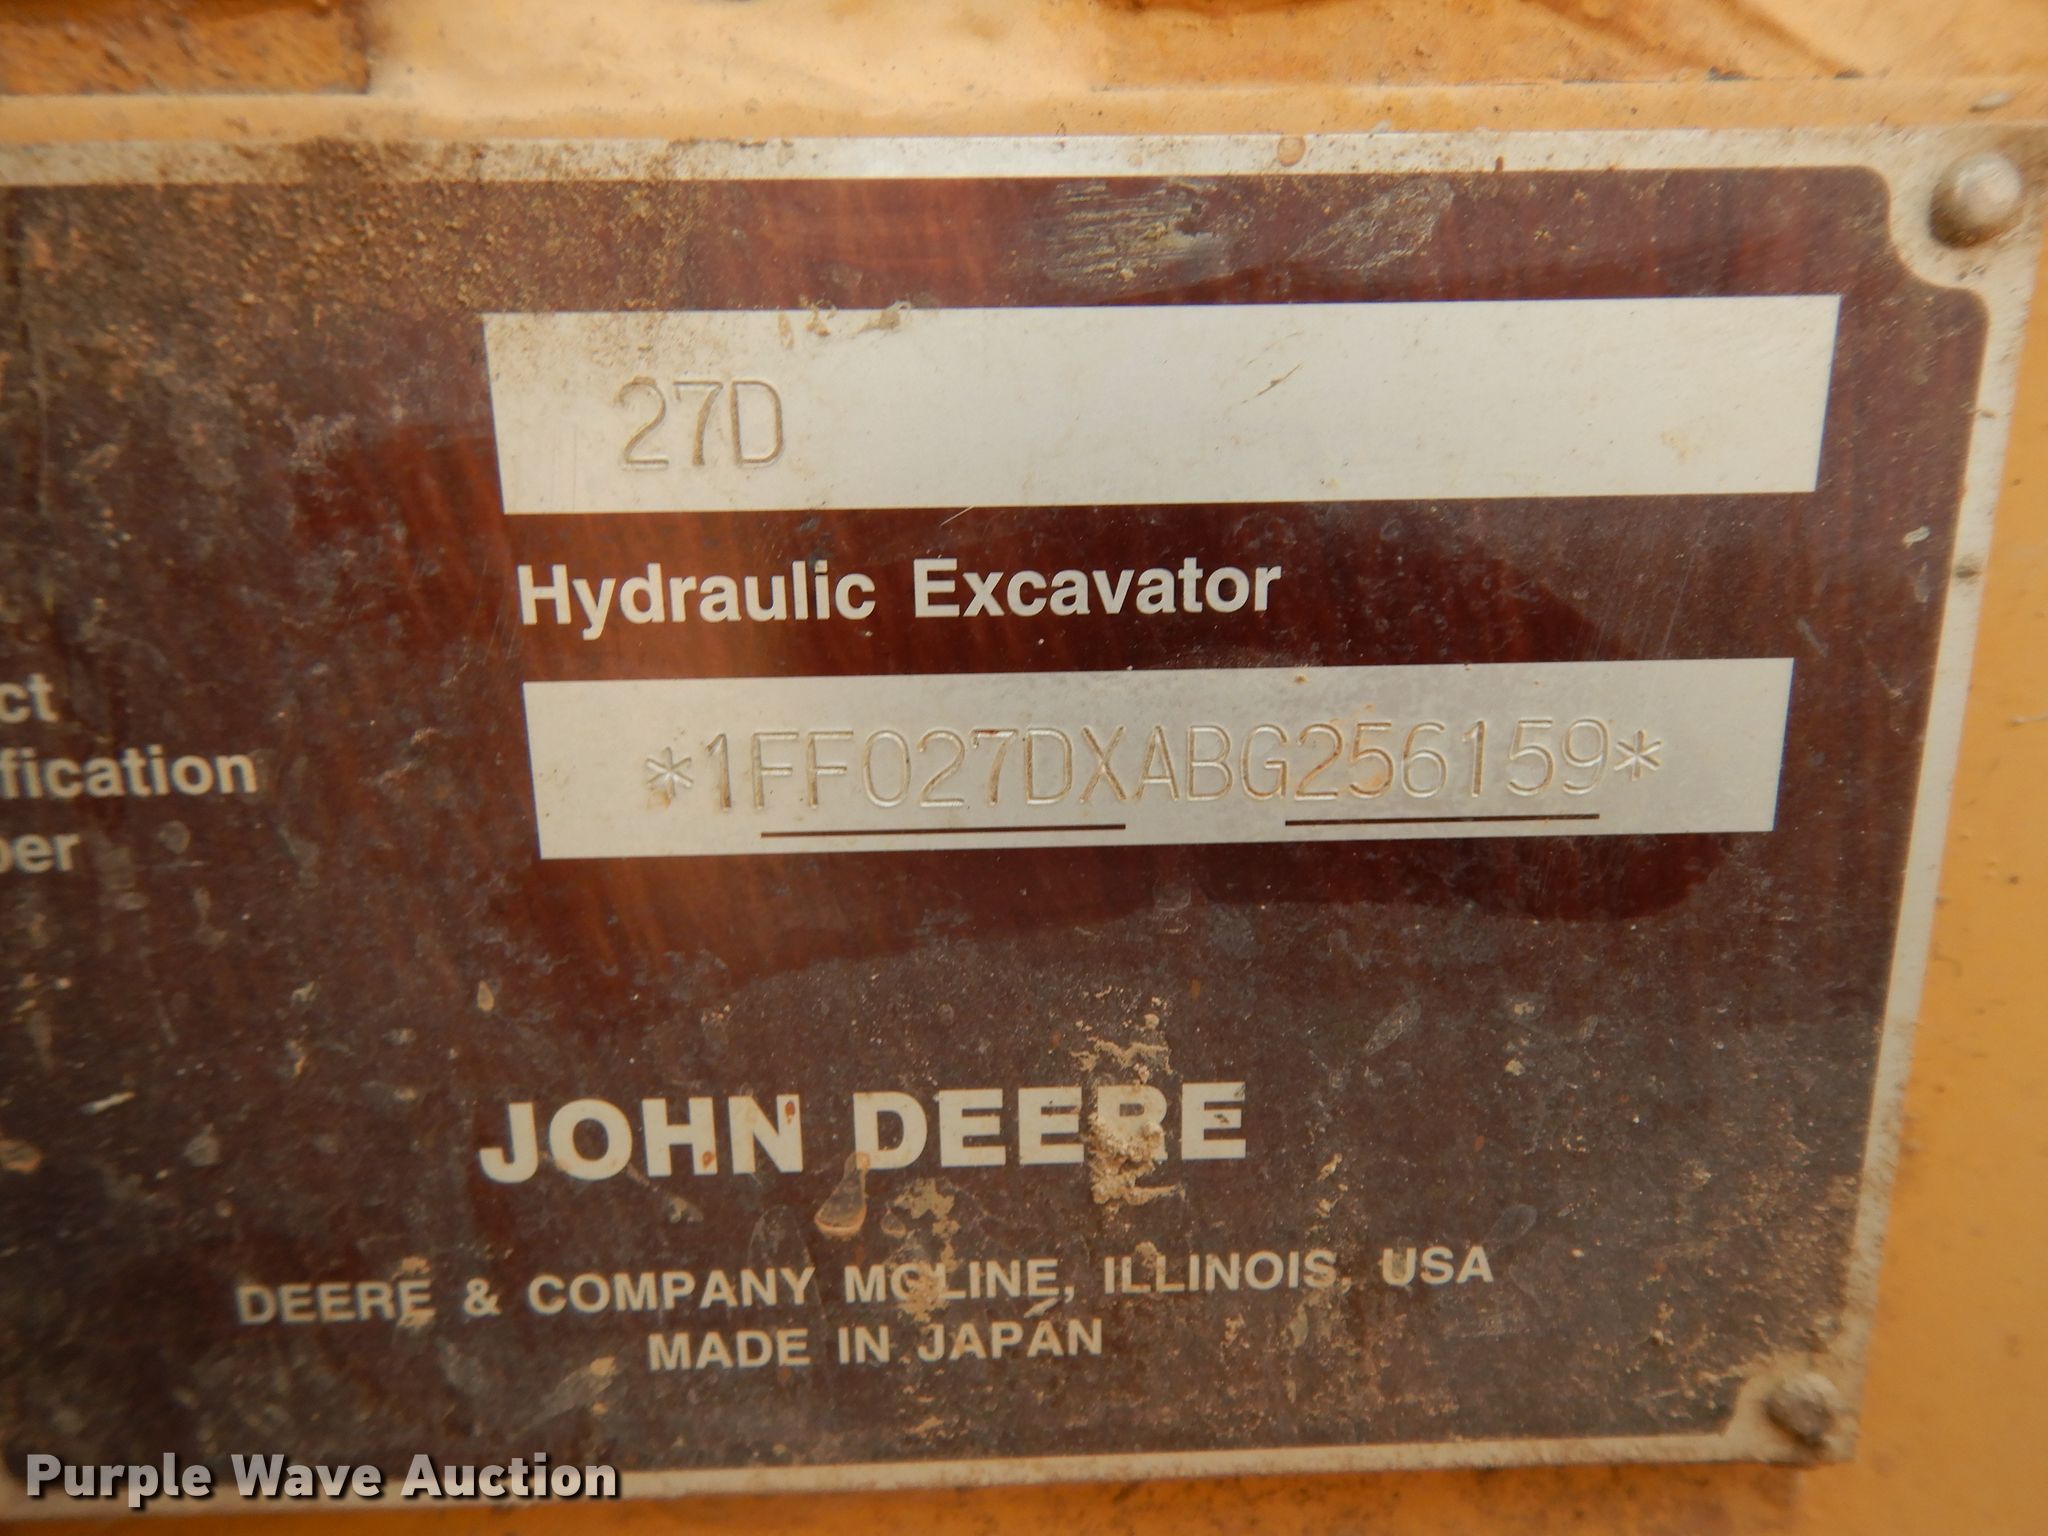 27D
Hydraulic Excavator
ct
fication
ber
*1FF027DXABG256159*
JOHN DEERE
DEERE & COMPANY MOLINE, ILLINOIS, USA
MADE IN JAPAN
Purple Wave Auction